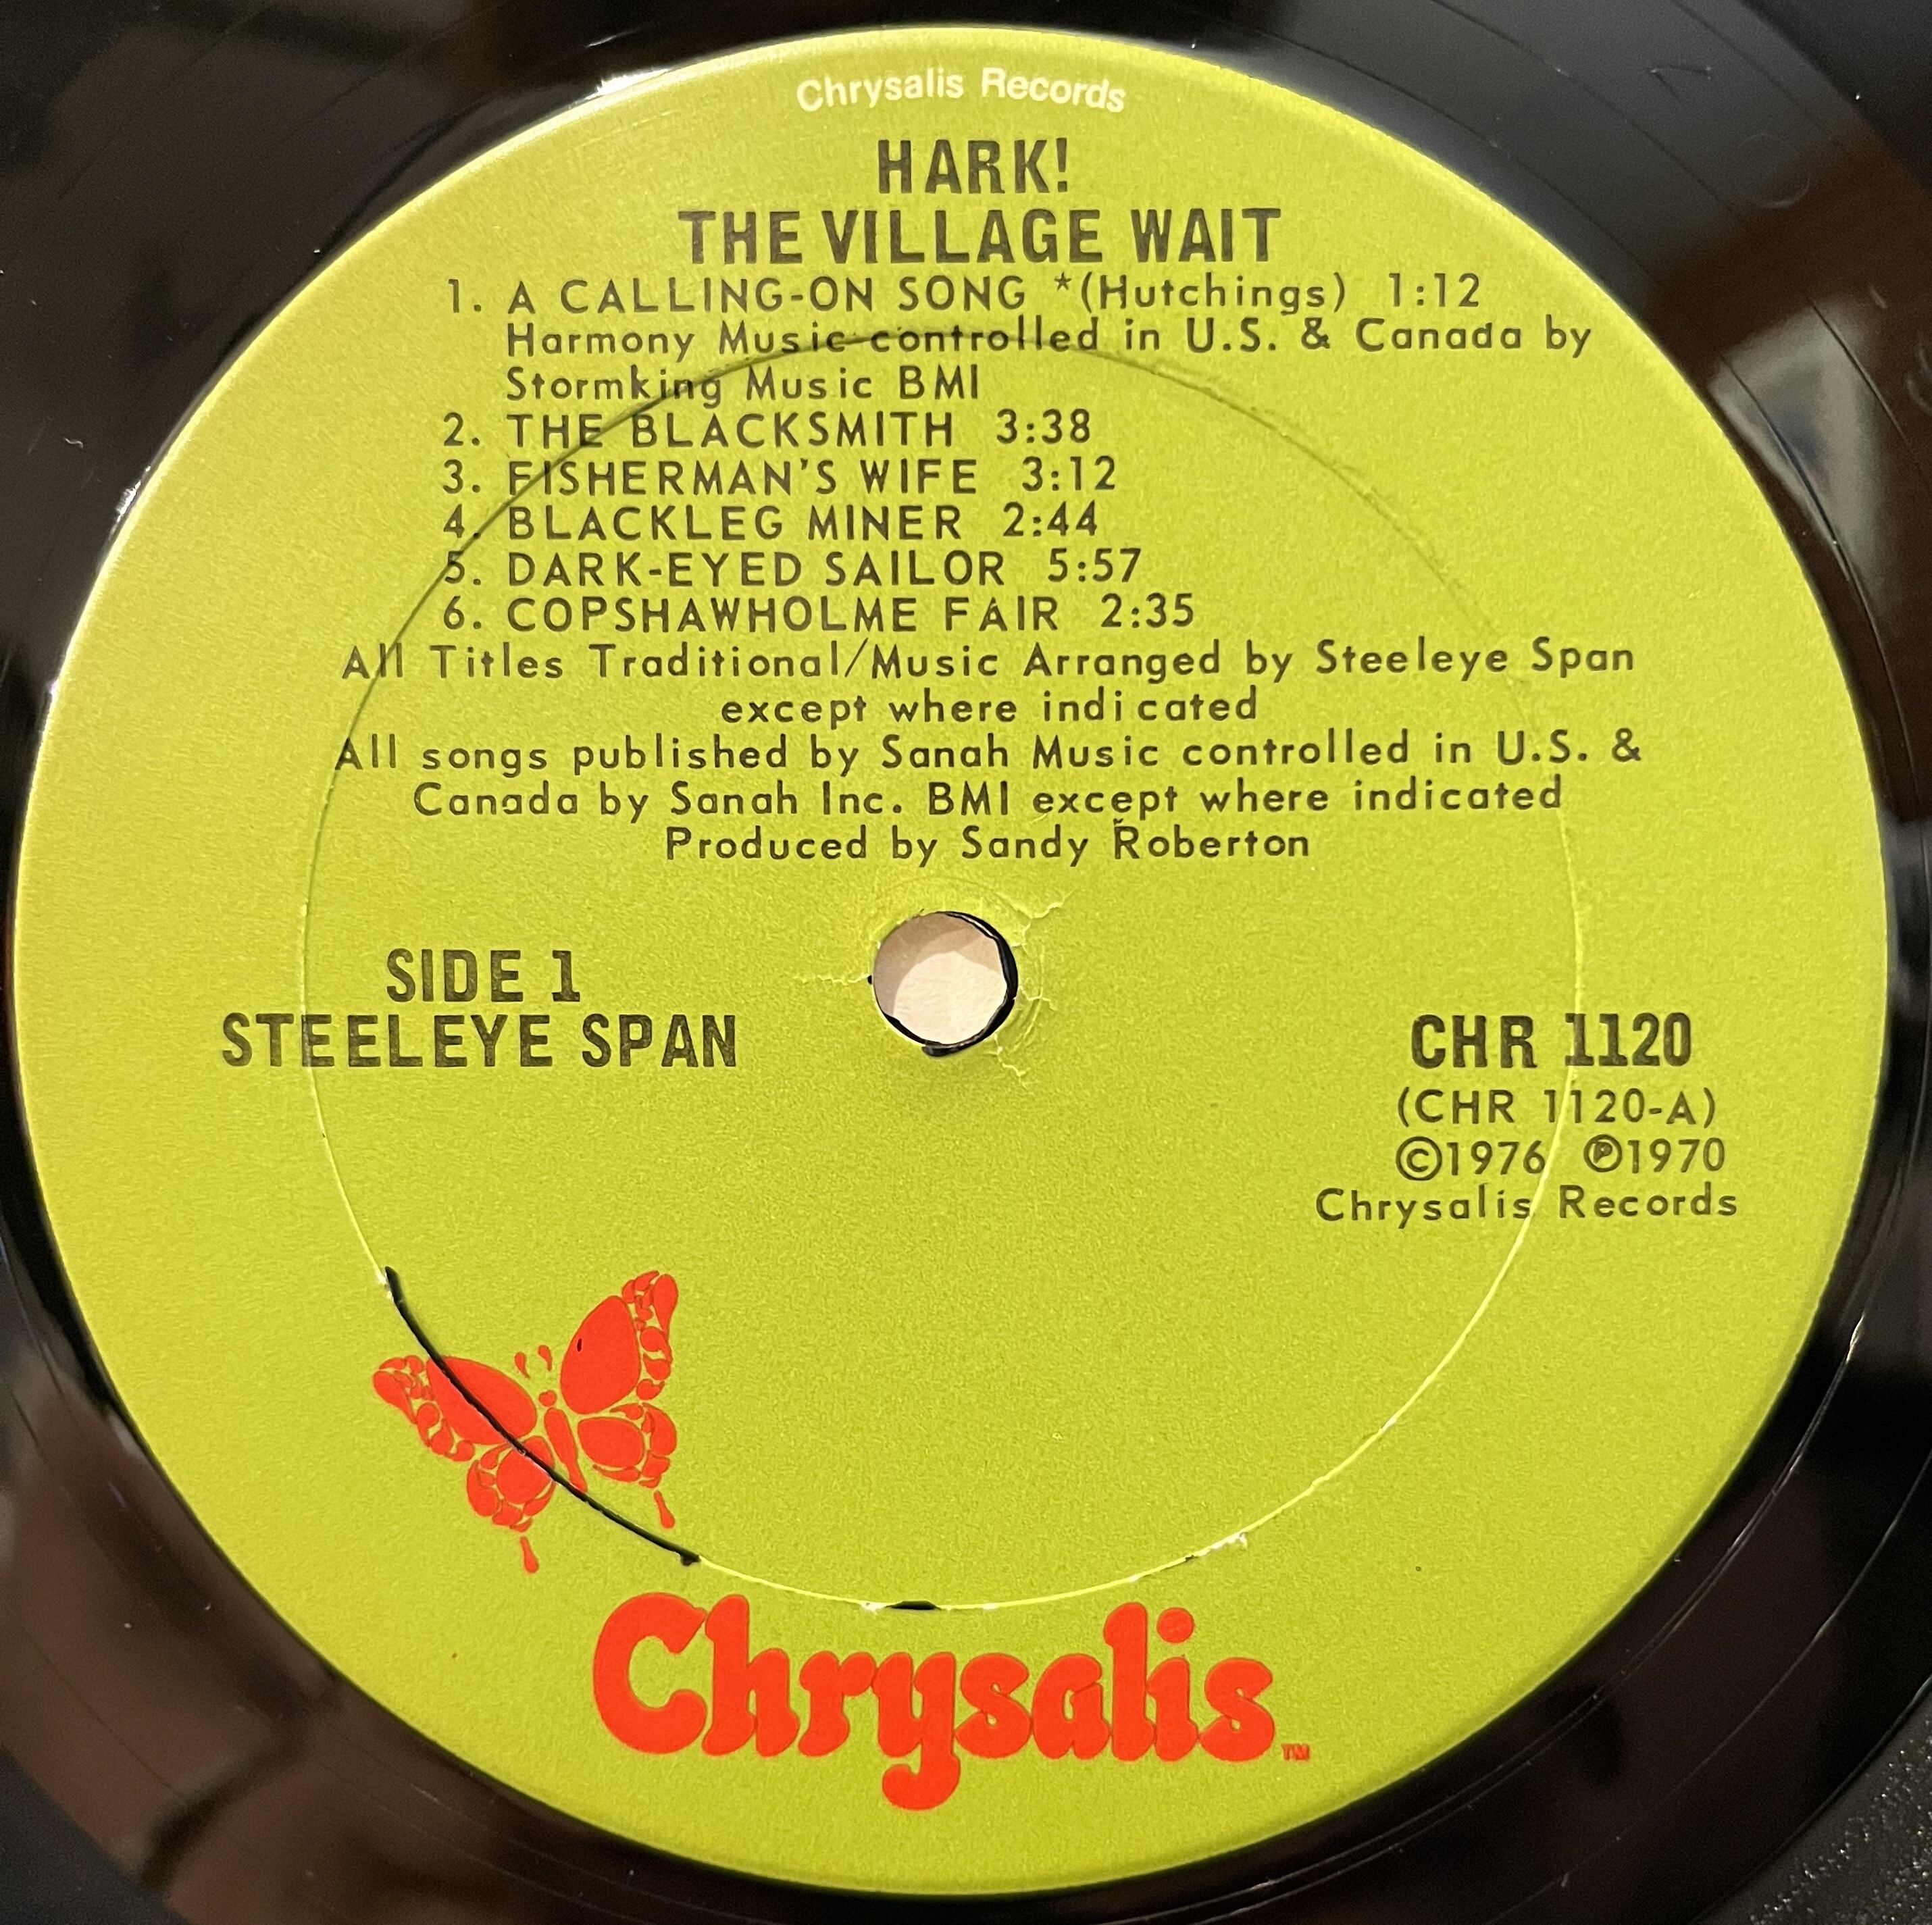 Chrysalis Records
HARK!
THE VILLAGE WAIT
1. A CALLING-ON SONG *(Hutchings) 1:12
Harmony Music controlled in U.S. & Canada by
Stormking Music BMI
2. THE BLACKSMITH 3:38
3. FISHERMAN'S WIFE 3:12
4. BLACKLEG MINER 2:44
5. DARK-EYED SAILOR 5:57
6. COPSHAWHOLME FAIR 2:35
All Titles Traditional/Music Arranged by Steeleye Span
except where indicated
All songs published by Sanah Music controlled in U.S. &
Canada by Sanah Inc. BMI except where indicated
Produced by Sandy Roberton
SIDE 1
STEELEYE SPAN
CHR 1120
(CHR 1120-A)
©1976 ℗1970
Chrysalis Records
Chrysalis TM